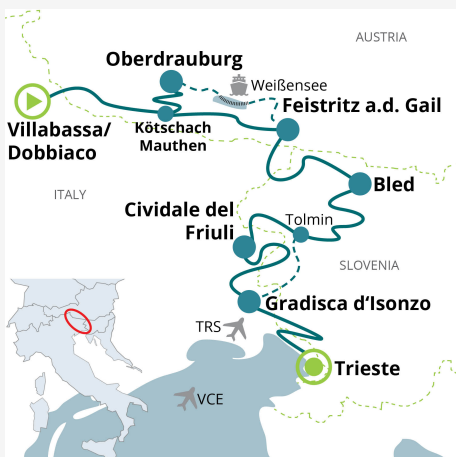 AUSTRIA
Oberdrauburg
Weißensee
Feistritz a.d. Gail
Villabassa/
Dobbiaco
Kötschach
Mauthen
ITALY
Bled
Cividale del
Friuli
Tolmin
SLOVENIA
Gradisca d‘Isonzo
TRS
Trieste
VCE